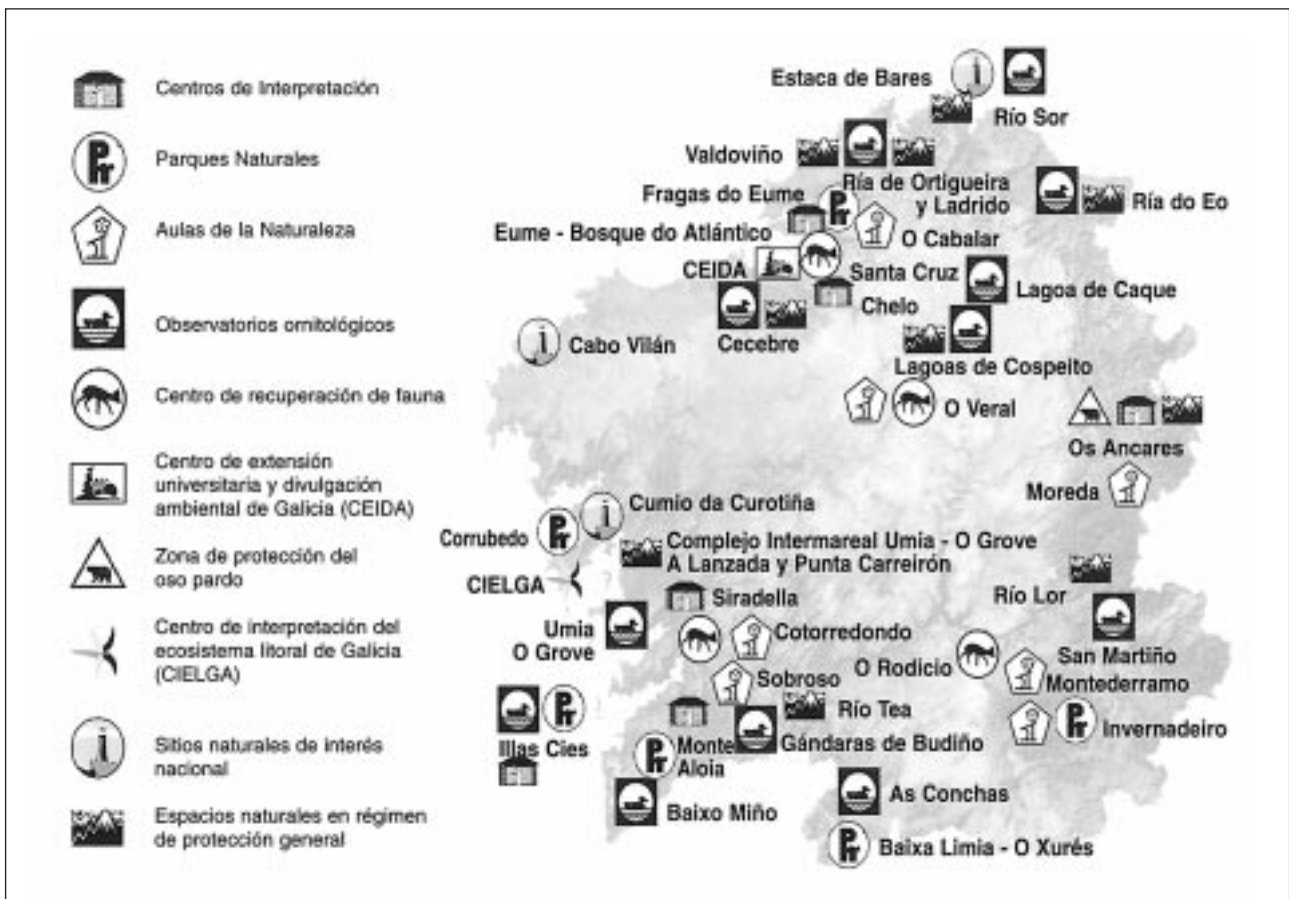 Centros de Interpretación
Parques Naturales
Aulas de la Naturaleza
Observatorios ornitológicos
Centro de recuperación de fauna
Centro de extensión
universitaria y divulgación
ambiental de Galicia (CEIDA)
Zona de protección del
oso pardo
Centro de interpretación del
ecosistema litoral de Galicia
(CIELGA)
Sitios naturales de interés
nacional
Espacios naturales en régimen
de protección general
Estaca de Bares
Río Sor
Valdoviño
Fragas do Eume
Ría de Ortigueira
y Ladrido
Ría do Eo
Eume - Bosque do Atlántico
O Cabalar
CEIDA
Santa Cruz
Lagoa de Caque
Chelo
Cabo Vilán
Cecebre
Lagoas de Cospeito
O Veral
Os Ancares
Moreda
Cumio da Curotiña
Corrubedo
Complejo Intermareal Umia - O Grove
A Lanzada y Punta Carreirón
CIELGA
Siradella
Río Lor
Umia
O Grove
Cotorredondo
O Rodicio
San Martiño
Montederramo
Sobroso
Río Tea
Invernadeiro
Illas Cies
Monte
Aloia
Gándaras de Budiño
Baixo Miño
As Conchas
Baixa Limia - O Xurés